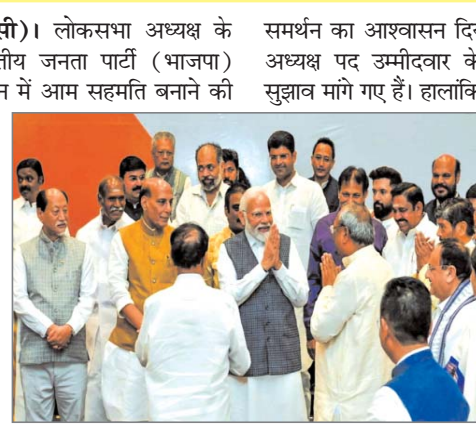 सी)। लोकसभा अध्यक्ष के
तीय जनता पार्टी (भाजपा)
न में आम सहमति बनाने की
समर्थन का आश्वासन दिन
अध्यक्ष पद उम्मीदवार के
सुझाव मांगे गए हैं। हालांकि